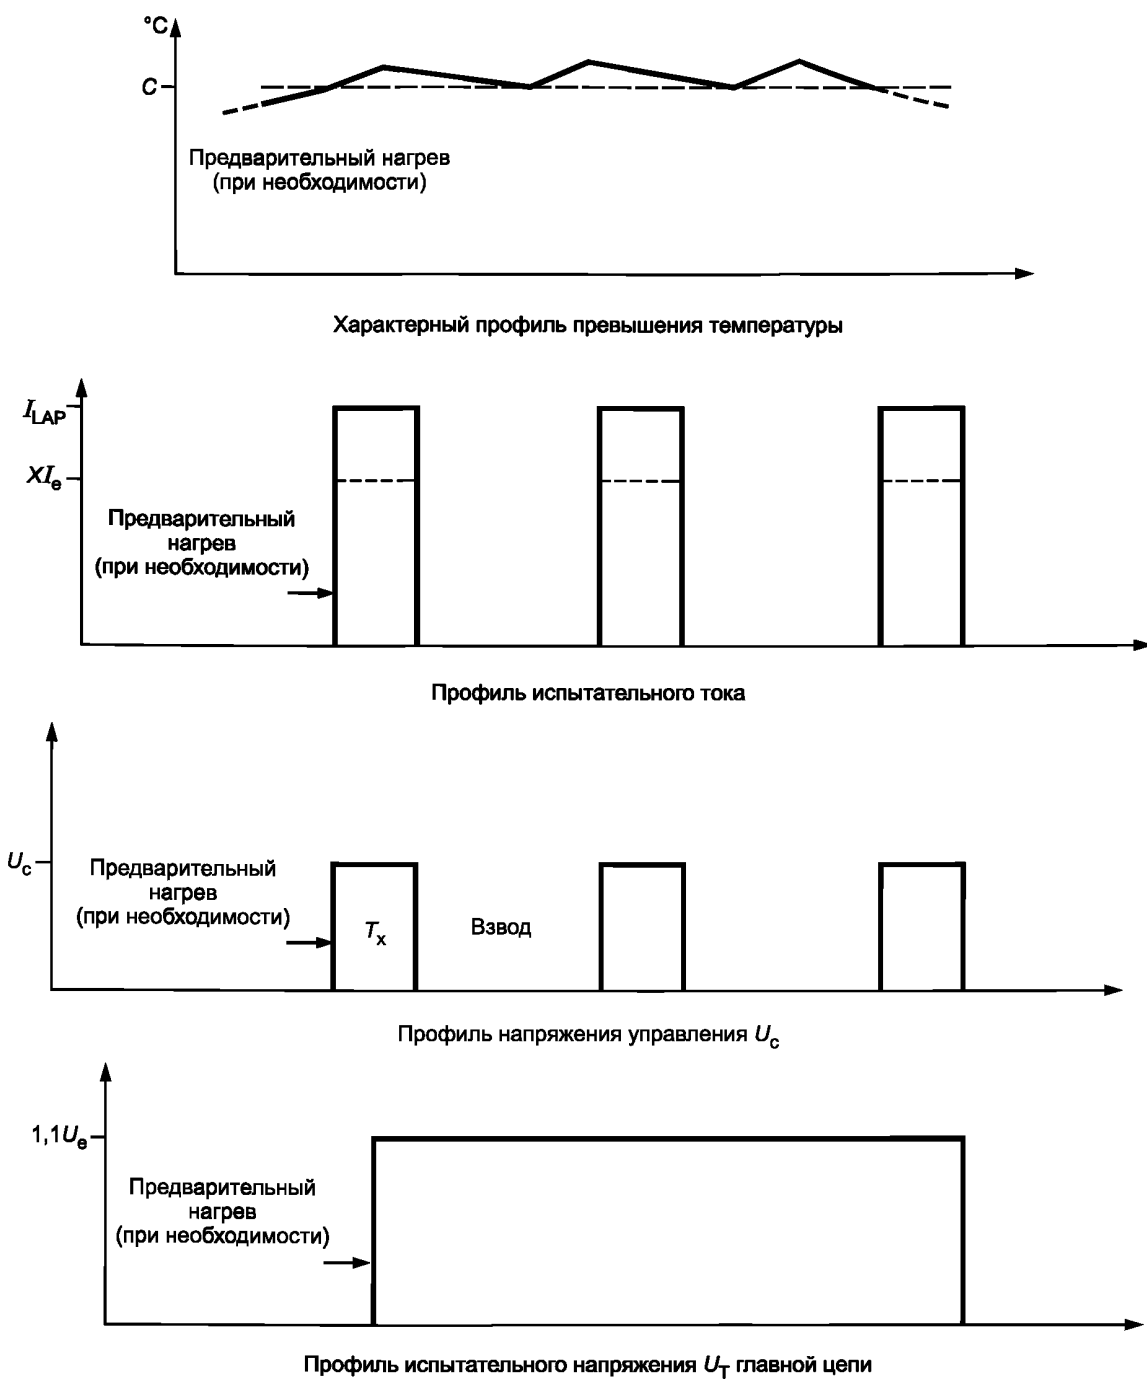 °C
C
Предварительный нагрев
(при необходимости)
Характерный профиль превышения температуры
I_LAP
XI_e
Предварительный
нагрев
(при необходимости)
Профиль испытательного тока
U_c
Предварительный
нагрев
(при необходимости)
T_x
Взвод
Профиль напряжения управления U_c
1,1U_e
Предварительный
нагрев
(при необходимости)
Профиль испытательного напряжения U_T главной цепи